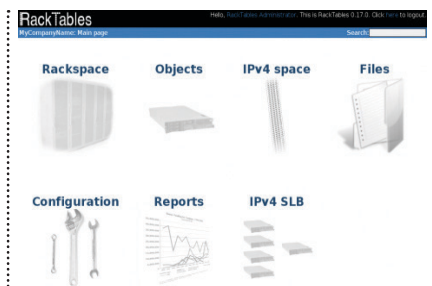 RackTables
Hello, RackTables Administrator. This is RackTables 0.17.0. Click here to logout.
MyCompanyName: Main page
Search:
Rackspace
Objects
IPv4 space
Files
Configuration
Reports
IPv4 SLB